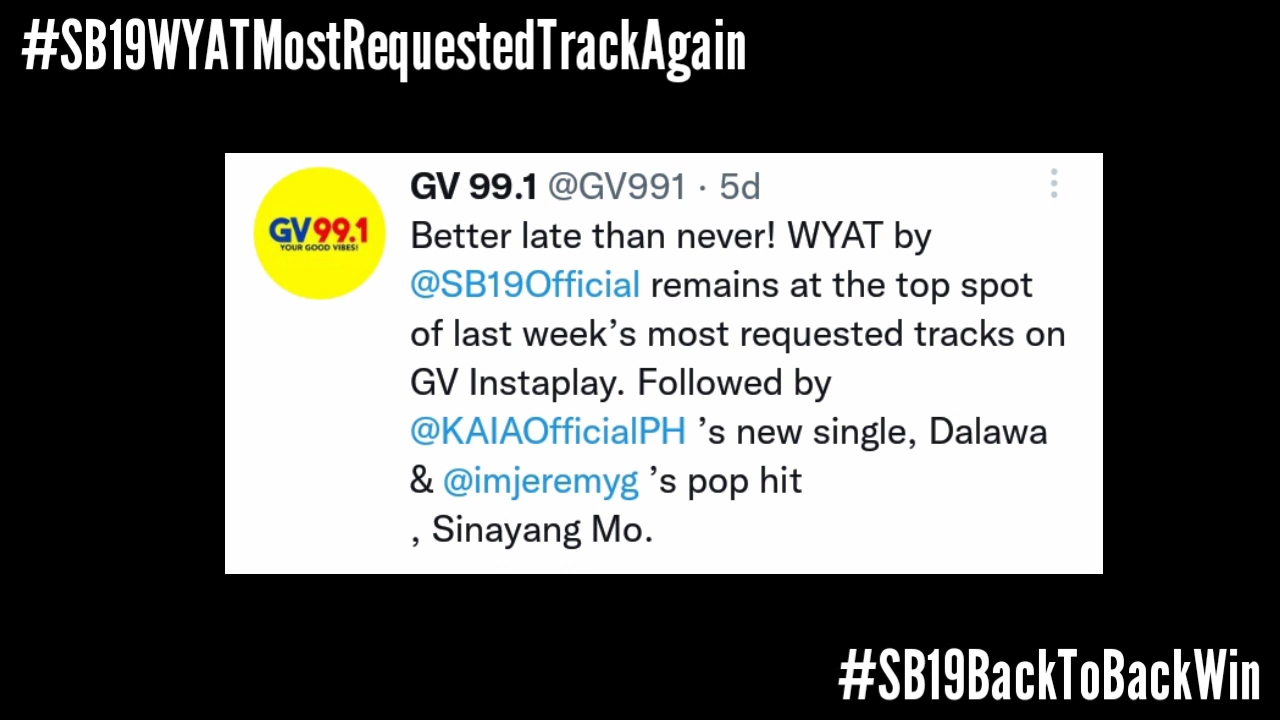 #SB19WYATMostRequestedTrackAgain
GV99.1
YOUR GOOD VIBES!
GV 99.1 @GV991 · 5d
Better late than never! WYAT by
@SB19Official remains at the top spot
of last week’s most requested tracks on
GV Instaplay. Followed by
@KAIAOfficialPH ’s new single, Dalawa
& @imjeremyg ’s pop hit
, Sinayang Mo.
#SB19BackToBackWin